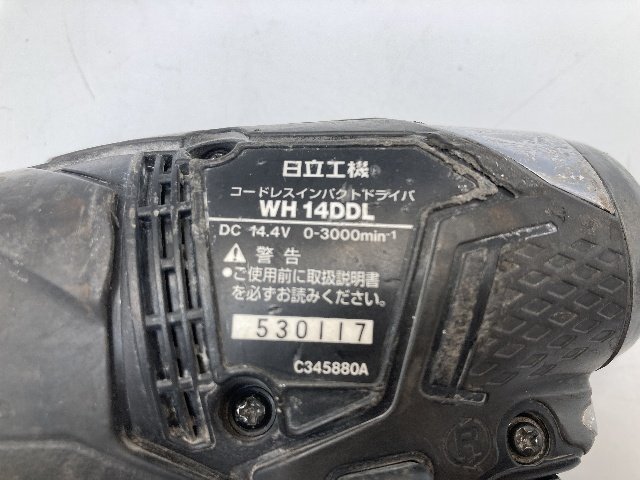 日立工機
コードレスインパクトドライバ
WH 14DDL
DC 14.4V 0-3000min-1
警告
●ご使用前に取扱説明書
を必ずお読みください。
530117
C345880A
R